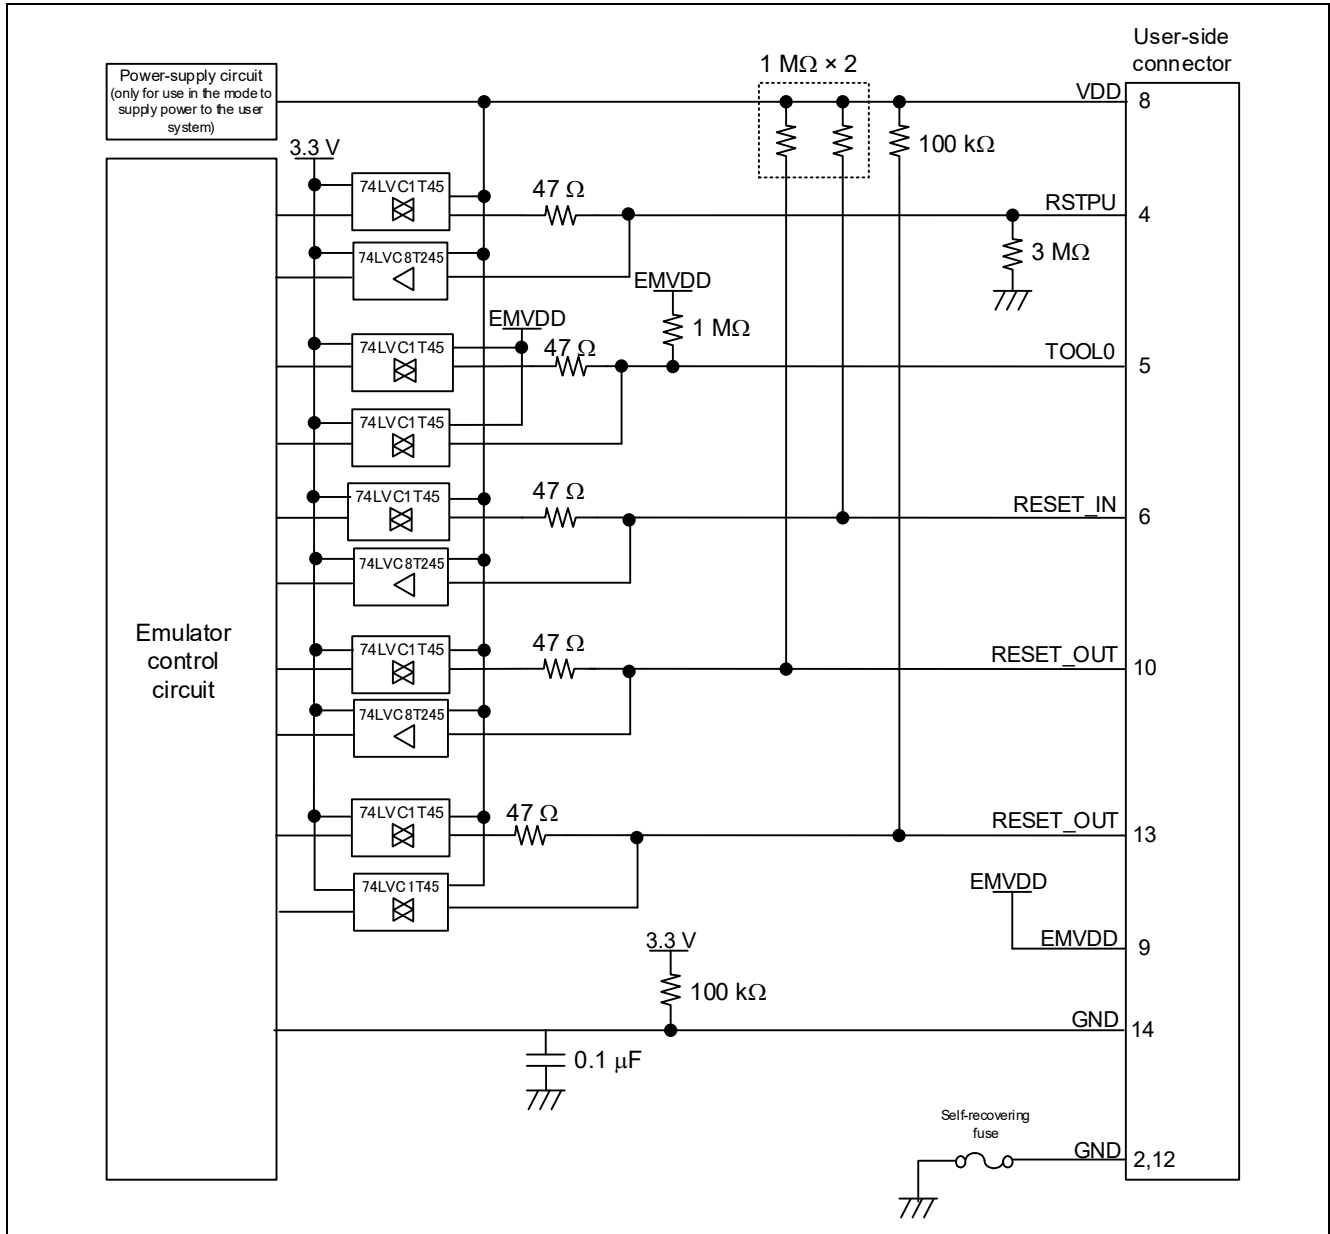 User-side
connector
Power-supply circuit
(only for use in the mode to
supply power to the user
system)
1 MΩ × 2
VDD
8
100 kΩ
3.3 V
74LVC1T45
47 Ω
RSTPU
4
74LVC8T245
3 MΩ
EMVDD
EMVDD
1 MΩ
74LVC1T45
47 Ω
TOOL0
5
74LVC1T45
74LVC1T45
47 Ω
RESET_IN
6
74LVC8T245
Emulator
control
circuit
74LVC1T45
47 Ω
RESET_OUT
10
74LVC8T245
74LVC1T45
47 Ω
RESET_OUT
13
74LVC1T45
EMVDD
EMVDD
9
3.3 V
100 kΩ
GND
14
0.1 μF
Self-recovering
fuse
GND
2,12